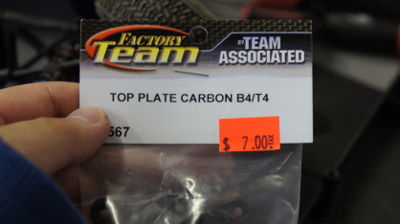 FACTORY
Team
BY TEAM
ASSOCIATED
TOP PLATE CARBON B4/T4
567
$ 7.00